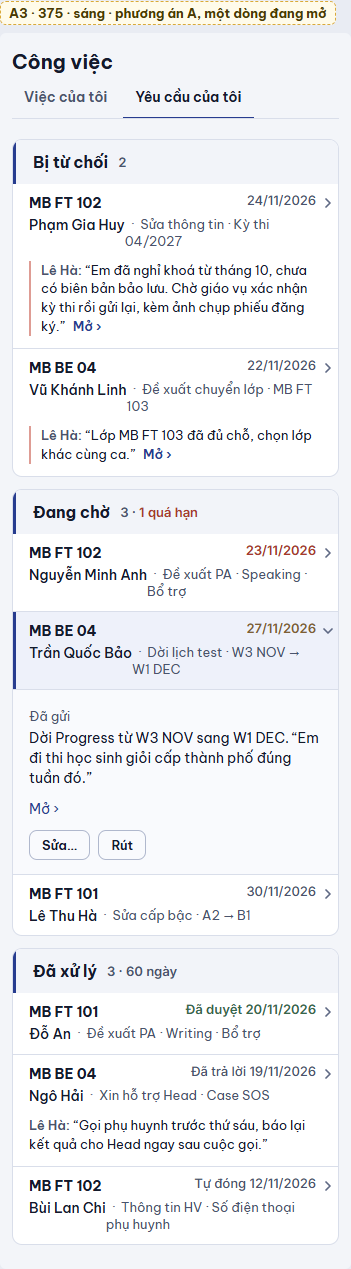 A3 · 375 · sáng · phương án A, một dòng đang mở
Công việc
Việc của tôi Yêu cầu của tôi
Bị từ chối 2
MB FT 102 24/11/2026 ›
Phạm Gia Huy · Sửa thông tin · Kỳ thi
04/2027
Lê Hà: “Em đã nghỉ khoá từ tháng 10, chưa
có biên bản bảo lưu. Chờ giáo vụ xác nhận
kỳ thi rồi gửi lại, kèm ảnh chụp phiếu đăng
ký.” Mở ›
MB BE 04 22/11/2026 ›
Vũ Khánh Linh · Đề xuất chuyển lớp · MB FT
103
Lê Hà: “Lớp MB FT 103 đã đủ chỗ, chọn lớp
khác cùng ca.” Mở ›
Đang chờ 3 · 1 quá hạn
MB FT 102 23/11/2026 ›
Nguyễn Minh Anh · Đề xuất PA · Speaking ·
Bổ trợ
MB BE 04 27/11/2026
Trần Quốc Bảo · Dời lịch test · W3 NOV →
W1 DEC
Đã gửi
Dời Progress từ W3 NOV sang W1 DEC. “Em
đi thi học sinh giỏi cấp thành phố đúng
tuần đó.”
Mở ›
Sửa... Rút
MB FT 101 30/11/2026 ›
Lê Thu Hà · Sửa cấp bậc · A2 → B1
Đã xử lý 3 · 60 ngày
MB FT 101 Đã duyệt 20/11/2026 ›
Đỗ An · Đề xuất PA · Writing · Bổ trợ
MB BE 04 Đã trả lời 19/11/2026 ›
Ngô Hải · Xin hỗ trợ Head · Case SOS
Lê Hà: “Gọi phụ huynh trước thứ sáu, báo lại
kết quả cho Head ngay sau cuộc gọi.”
MB FT 102 Tự đóng 12/11/2026 ›
Bùi Lan Chi · Thông tin HV · Số điện thoại
phụ huynh